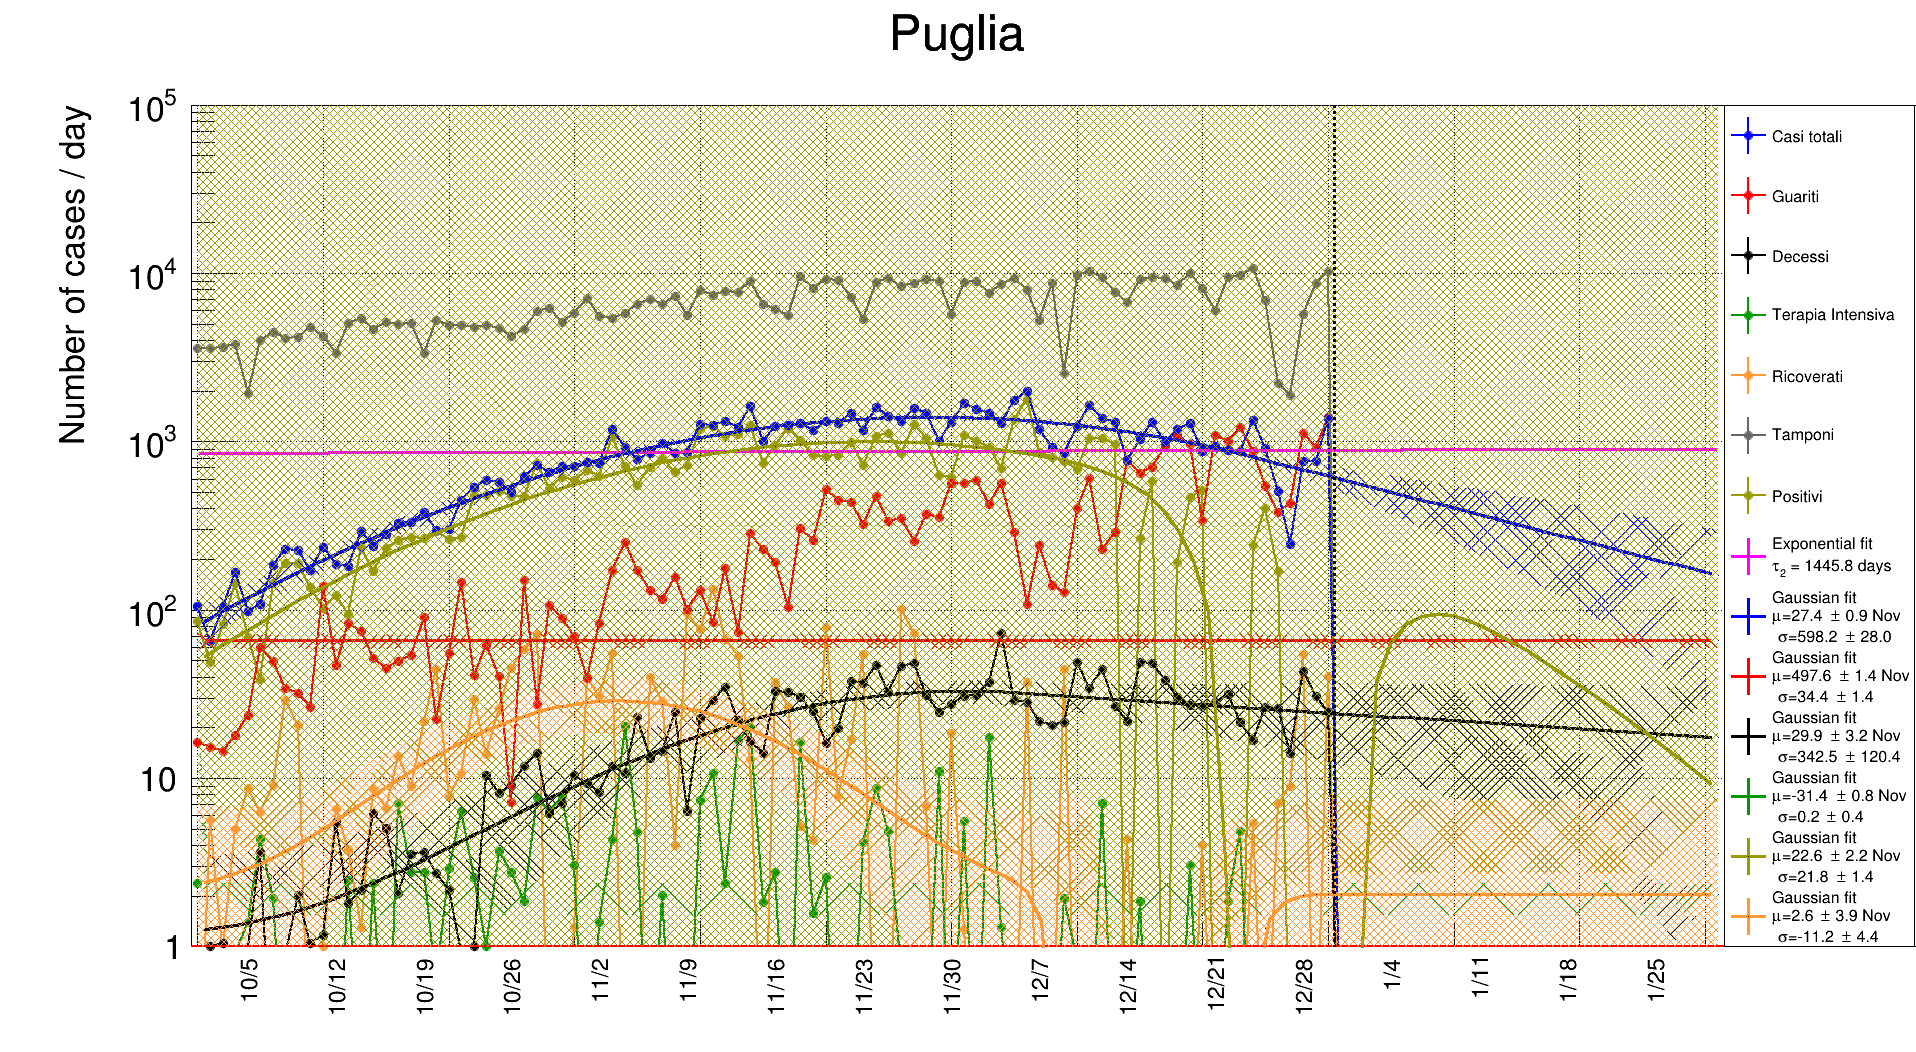 Puglia
Number of cases / day
10^5
10^4
10^3
10^2
10
1
10/5
10/12
10/19
10/26
11/2
11/9
11/16
11/23
11/30
12/7
12/14
12/21
12/28
1/4
1/11
1/18
1/25
Casi totali
Guariti
Decessi
Terapia Intensiva
Ricoverati
Tamponi
Positivi
Exponential fit
τ₂ = 1445.8 days
Gaussian fit
μ=27.4 ± 0.9 Nov
σ=598.2 ± 28.0
Gaussian fit
μ=497.6 ± 1.4 Nov
σ=34.4 ± 1.4
Gaussian fit
μ=29.9 ± 3.2 Nov
σ=342.5 ± 120.4
Gaussian fit
μ=-31.4 ± 0.8 Nov
σ=0.2 ± 0.4
Gaussian fit
μ=22.6 ± 2.2 Nov
σ=21.8 ± 1.4
Gaussian fit
μ=2.6 ± 3.9 Nov
σ=-11.2 ± 4.4